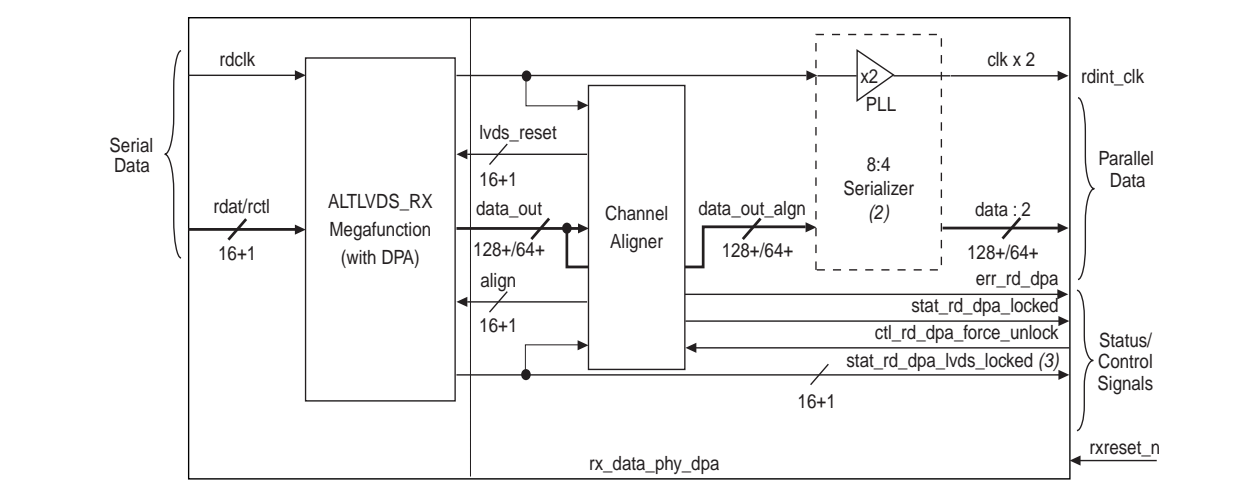 rdclk
clk x 2
rdint_clk
x2
PLL
lvds_reset
16+1
Serial
Data
Parallel
Data
8:4
Serializer
(2)
ALTLVDS_RX
Megafunction
(with DPA)
rdat/rctl
16+1
data_out
128+/64+
Channel
Aligner
data_out_algn
128+/64+
data : 2
128+/64+
align
16+1
err_rd_dpa
stat_rd_dpa_locked
ctl_rd_dpa_force_unlock
stat_rd_dpa_lvds_locked (3)
16+1
Status/
Control
Signals
rx_data_phy_dpa
rxreset_n